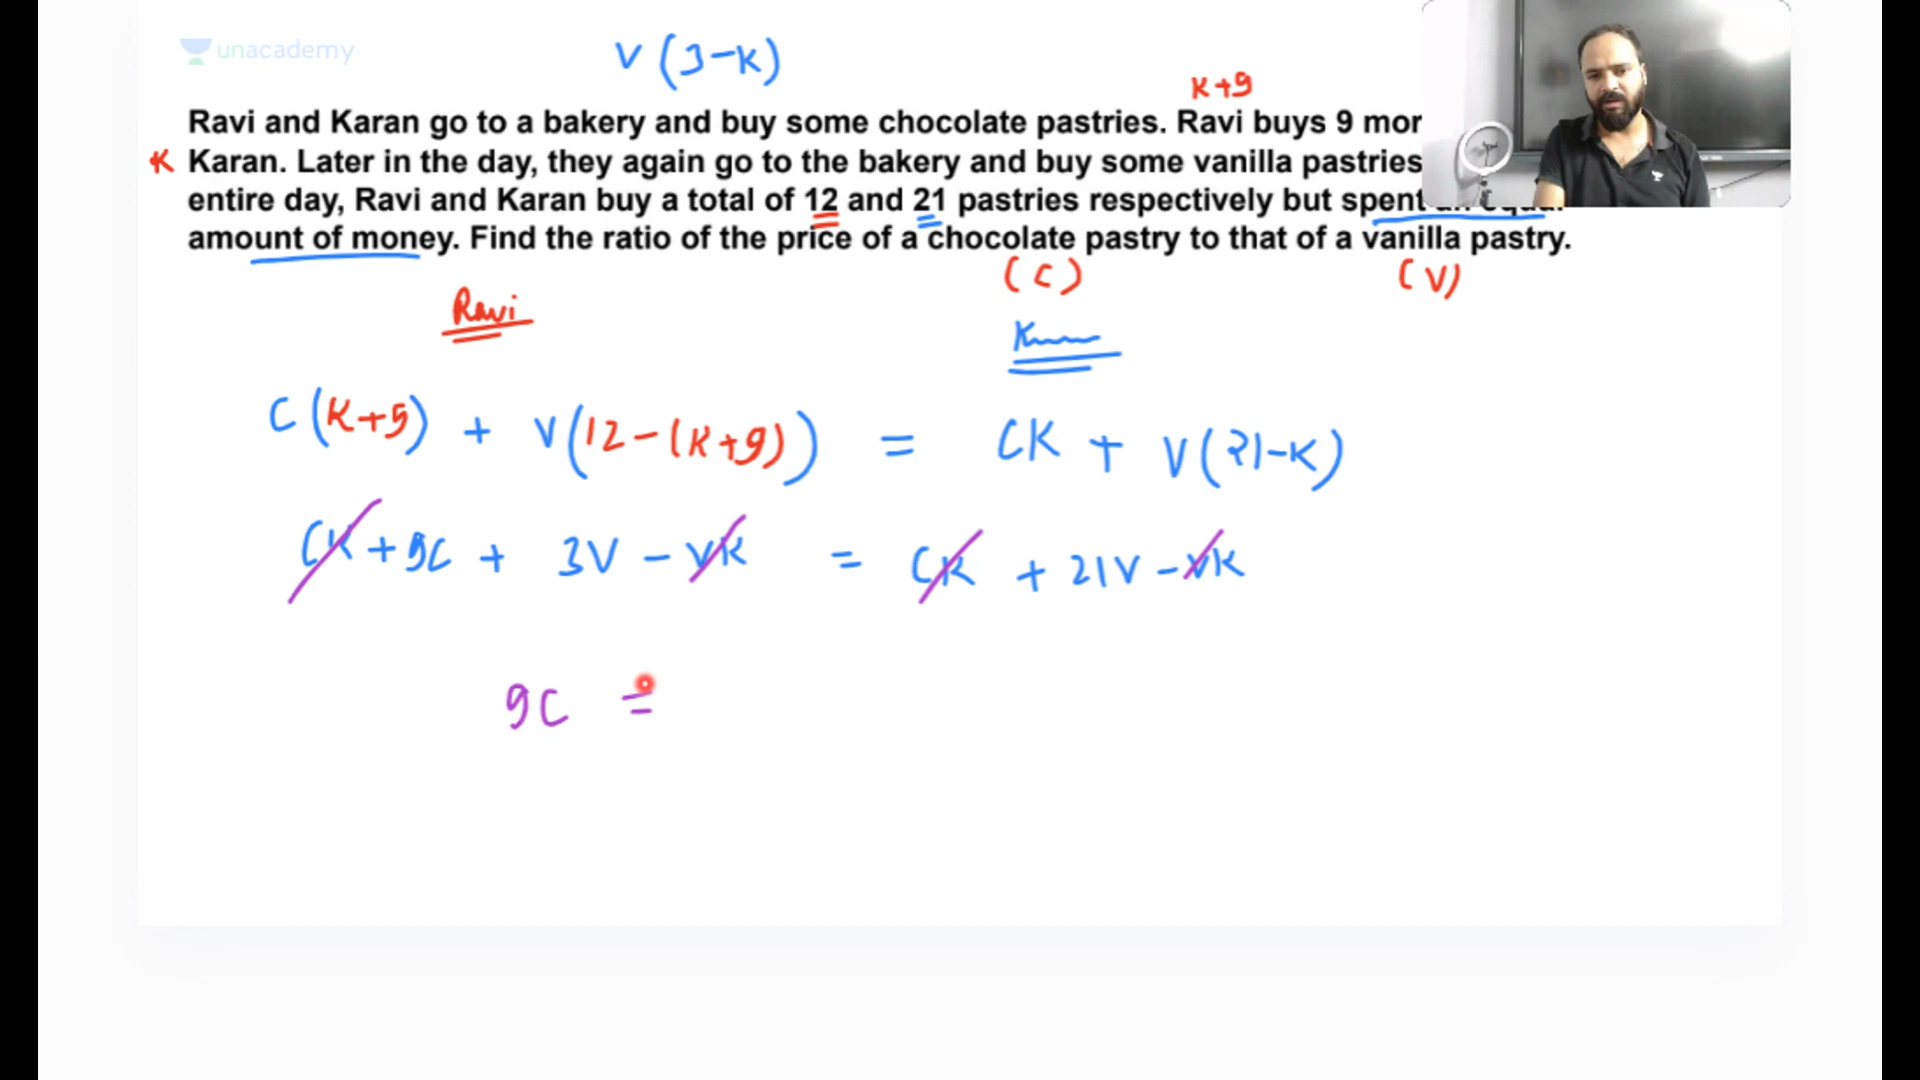 unacademy
V (3-K)
K+9
Ravi and Karan go to a bakery and buy some chocolate pastries. Ravi buys 9 mor
K Karan. Later in the day, they again go to the bakery and buy some vanilla pastries
entire day, Ravi and Karan buy a total of 12 and 21 pastries respectively but spent
amount of money. Find the ratio of the price of a chocolate pastry to that of a vanilla pastry.
(C) (V)
Ravi
C (K+9) + V(12-(K+9)) = CK + V(21-K)
CK +9C + 3V - VK = CK + 21V - VK
9C =